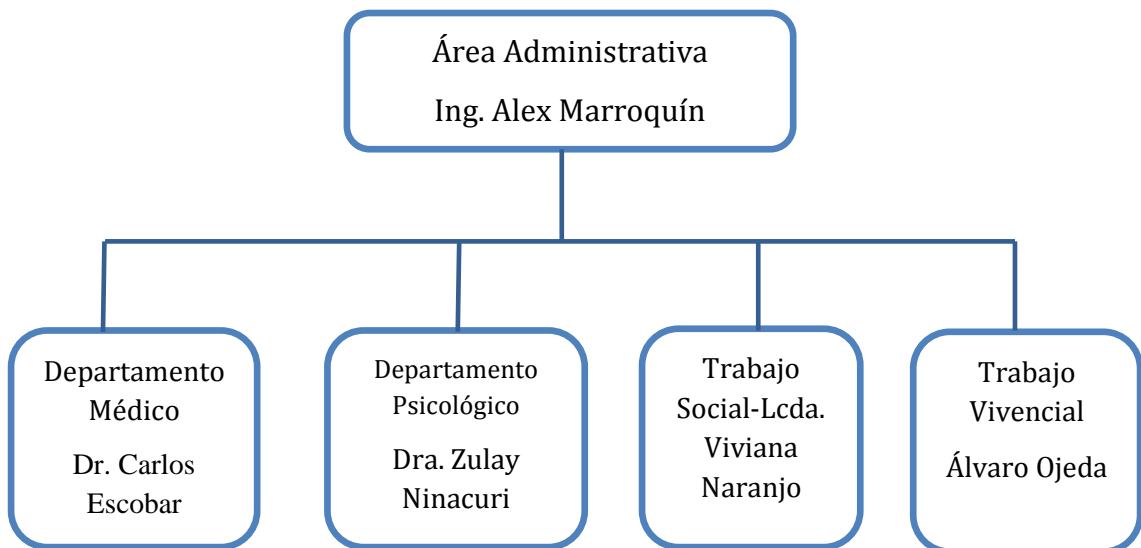 Área Administrativa
Ing. Alex Marroquín
Departamento
Médico
Dr. Carlos
Escobar
Departamento
Psicológico
Dra. Zulay
Ninacuri
Trabajo
Social-Lcda.
Viviana
Naranjo
Trabajo
Vivencial
Álvaro Ojeda